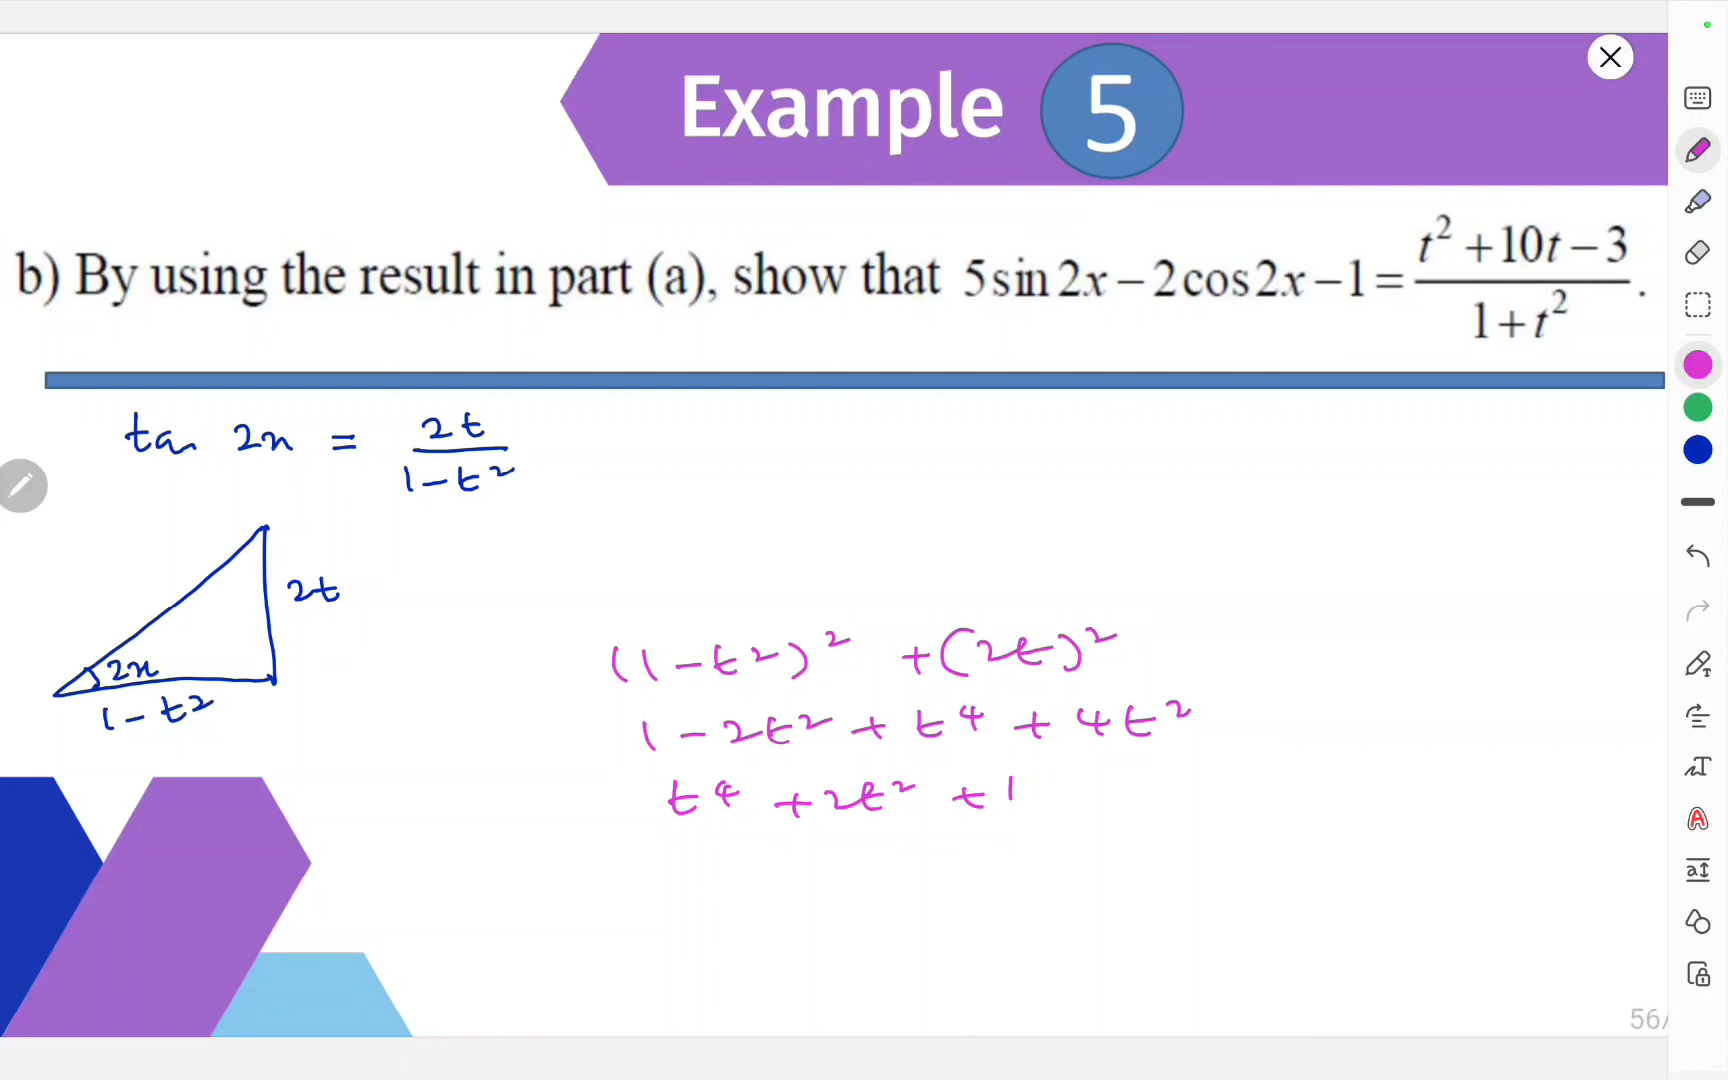 Example 5
b) By using the result in part (a), show that 5sin2x−2cos2x−1= (t²+10t−3)/(1+t²).
tan 2x = 2t/(1−t²)
2t
2x
1−t²
(1−t²)² +(2t)²
1−2t²+t⁴+4t²
t⁴+2t²+1
56/